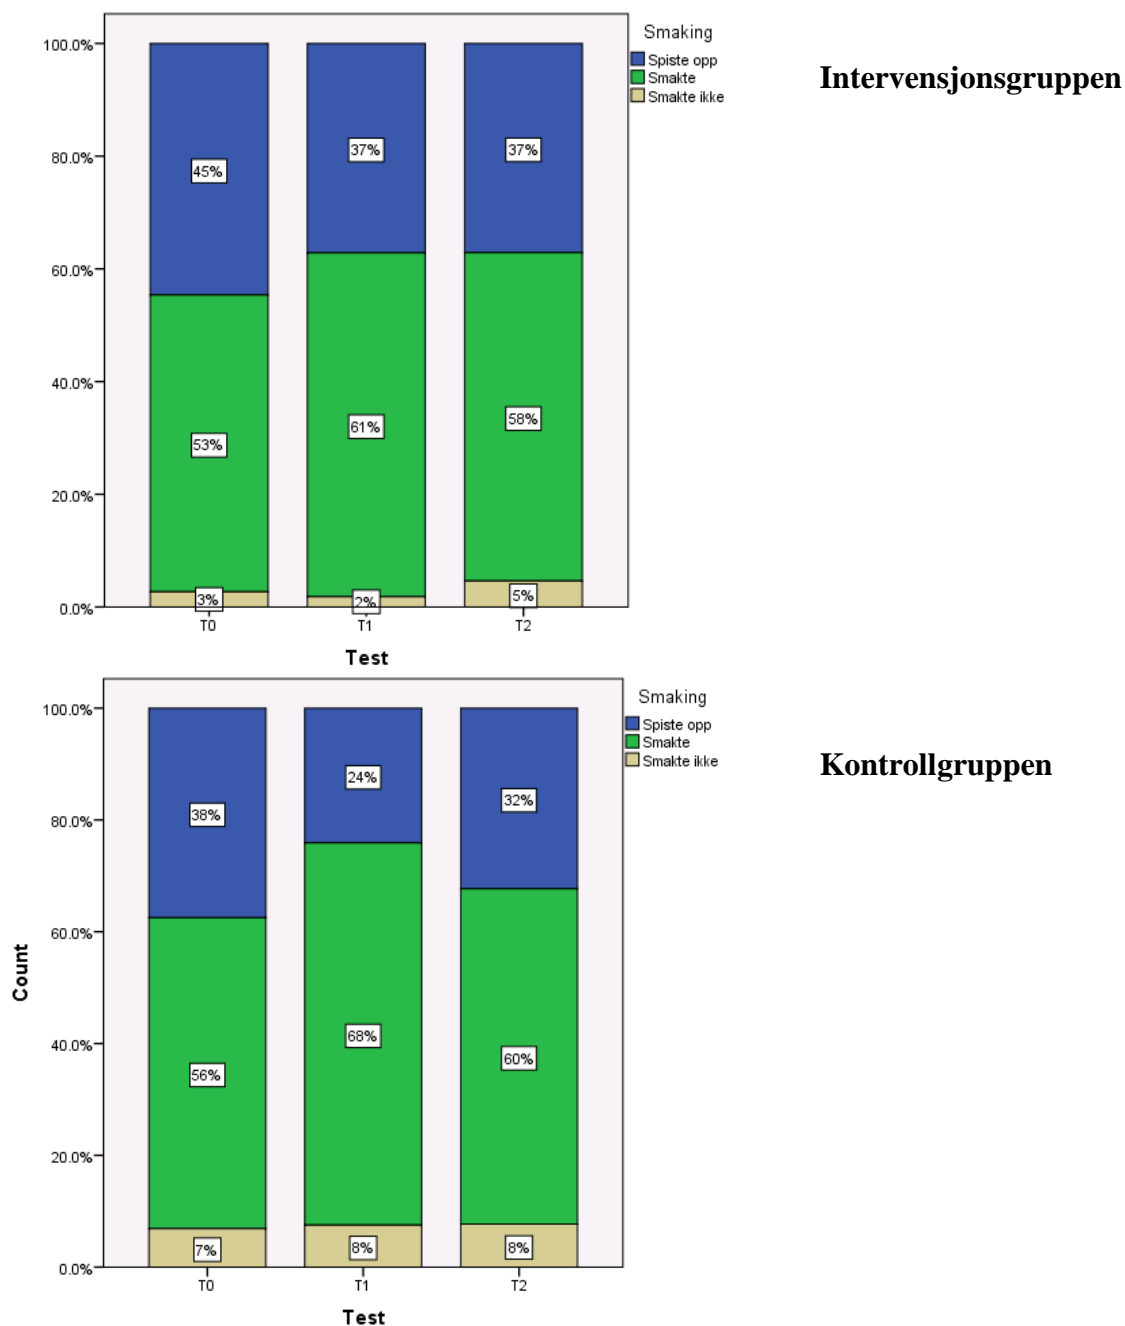 Smaking
Spiste opp
Smakte
Smakte ikke
Intervensjonsgruppen
100.0%
80.0%
60.0%
40.0%
20.0%
0.0%
45%
37%
37%
53%
61%
58%
3%
2%
5%
T0 T1 T2
Test
Smaking
Spiste opp
Smakte
Smakte ikke
Kontrollgruppen
Count
100.0%
80.0%
60.0%
40.0%
20.0%
0.0%
38%
24%
32%
56%
68%
60%
7%
8%
8%
T0 T1 T2
Test